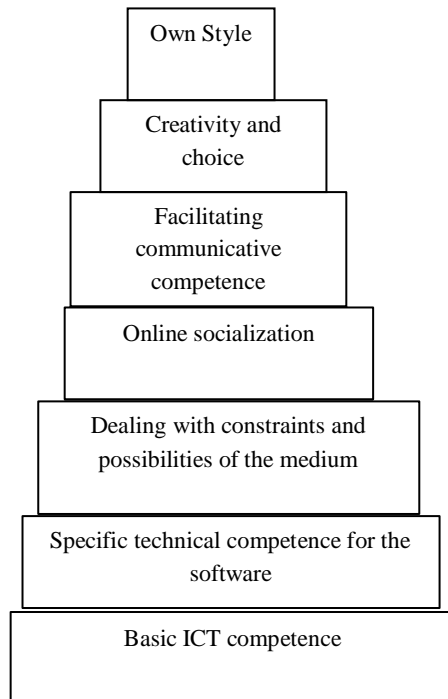 Own Style
Creativity and
choice
Facilitating
communicative
competence
Online socialization
Dealing with constraints and
possibilities of the medium
Specific technical competence for the
software
Basic ICT competence